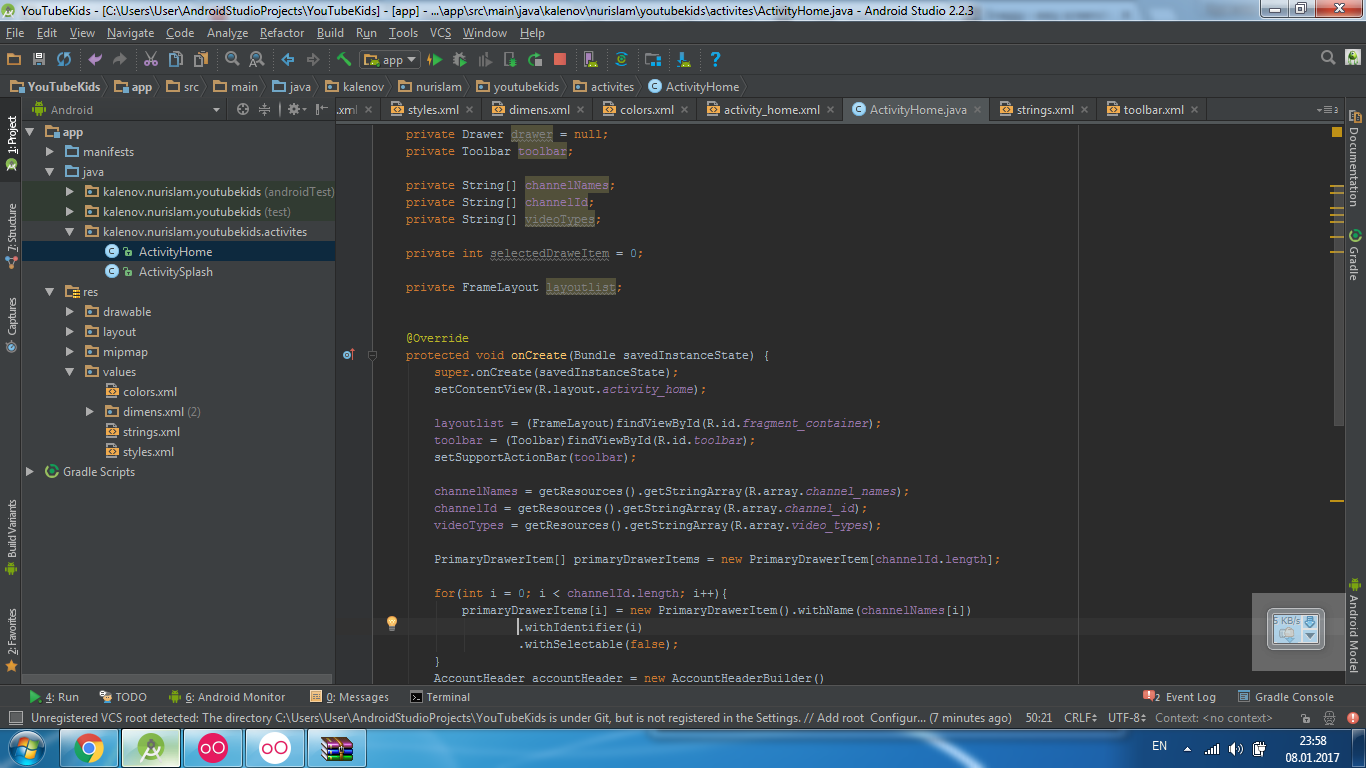 YouTubeKids - [C:\Users\User\AndroidStudioProjects\YouTubeKids] - [app] - ...\app\src\main\java\kalenov\nurislam\youtubekids\activites\ActivityHome.java - Android Studio 2.2.3
File Edit View Navigate Code Analyze Refactor Build Run Tools VCS Window Help
app
YouTubeKids app src main java kalenov nurislam youtubekids activites ActivityHome
Android
.xml styles.xml dimens.xml colors.xml activity_home.xml ActivityHome.java strings.xml toolbar.xml
1: Project
7: Structure
Captures
Build Variants
2: Favorites
app
manifests
java
kalenov.nurislam.youtubekids (androidTest)
kalenov.nurislam.youtubekids (test)
kalenov.nurislam.youtubekids.activites
ActivityHome
ActivitySplash
res
drawable
layout
mipmap
values
colors.xml
dimens.xml (2)
strings.xml
styles.xml
Gradle Scripts
private Drawer drawer = null;
private Toolbar toolbar;
private String[] channelNames;
private String[] channelId;
private String[] videoTypes;
private int selectedDraweItem = 0;
private FrameLayout layoutlist;
@Override
protected void onCreate(Bundle savedInstanceState) {
super.onCreate(savedInstanceState);
setContentView(R.layout.activity_home);
layoutlist = (FrameLayout)findViewById(R.id.fragment_container);
toolbar = (Toolbar)findViewById(R.id.toolbar);
setSupportActionBar(toolbar);
channelNames = getResources().getStringArray(R.array.channel_names);
channelId = getResources().getStringArray(R.array.channel_id);
videoTypes = getResources().getStringArray(R.array.video_types);
PrimaryDrawerItem[] primaryDrawerItems = new PrimaryDrawerItem[channelId.length];
for(int i = 0; i < channelId.length; i++){
primaryDrawerItems[i] = new PrimaryDrawerItem().withName(channelNames[i])
.withIdentifier(i)
.withSelectable(false);
}
AccountHeader accountHeader = new AccountHeaderBuilder()
Documentation
Gradle
Android Model
5 KB/s
4: Run TODO 6: Android Monitor 0: Messages Terminal 2 Event Log Gradle Console
Unregistered VCS root detected: The directory C:\Users\User\AndroidStudioProjects\YouTubeKids is under Git, but is not registered in the Settings. // Add root Configur... (7 minutes ago) 50:21 CRLF UTF-8 Context: <no context>
EN
23:58
08.01.2017